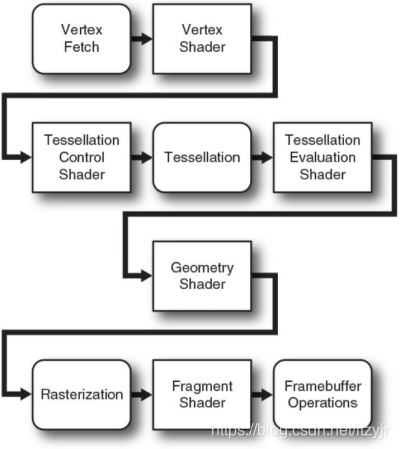 Vertex
Fetch
Vertex
Shader
Tessellation
Control
Shader
Tessellation
Tessellation
Evaluation
Shader
Geometry
Shader
Rasterization
Fragment
Shader
Framebuffer
Operations
https://blog.csdn.net/itzyjr